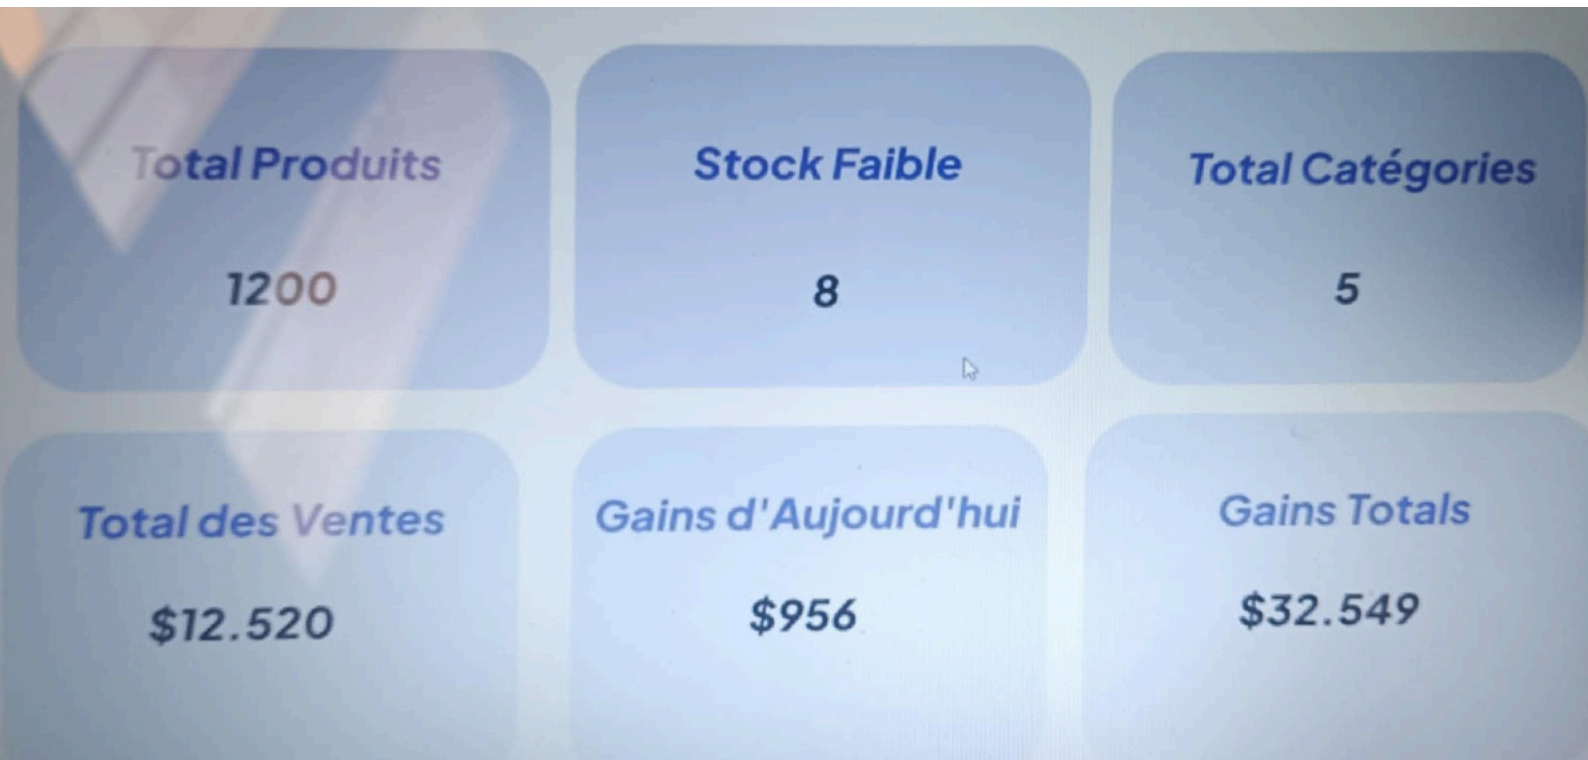 Total Produits
Stock Faible
Total Catégories
1200
8
5
Total des Ventes
Gains d'Aujourd'hui
Gains Totals
$12.520
$956
$32.549